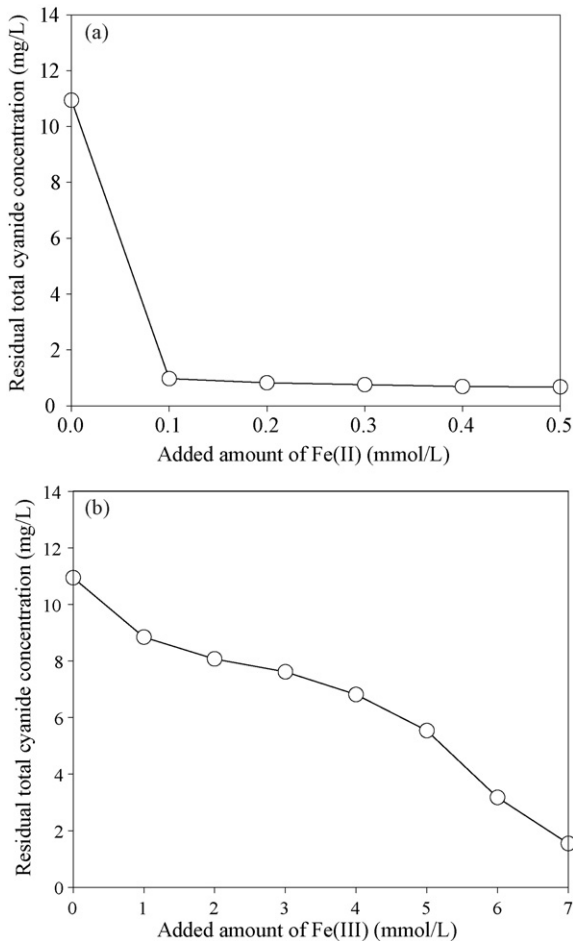 (a)
Residual total cyanide concentration (mg/L)
14
12
10
8
6
4
2
0
0.0 0.1 0.2 0.3 0.4 0.5
Added amount of Fe(II) (mmol/L)
(b)
Residual total cyanide concentration (mg/L)
14
12
10
8
6
4
2
0
0 1 2 3 4 5 6 7
Added amount of Fe(III) (mmol/L)